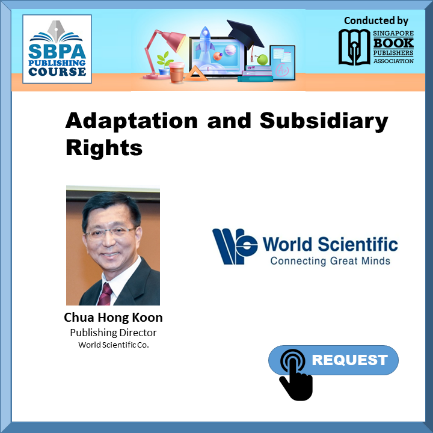 SBPA
PUBLISHING
COURSE
Conducted by
SINGAPORE
BOOK
PUBLISHERS
ASSOCIATION
Adaptation and Subsidiary
Rights
World Scientific
Connecting Great Minds
Chua Hong Koon
Publishing Director
World Scientific Co.
REQUEST